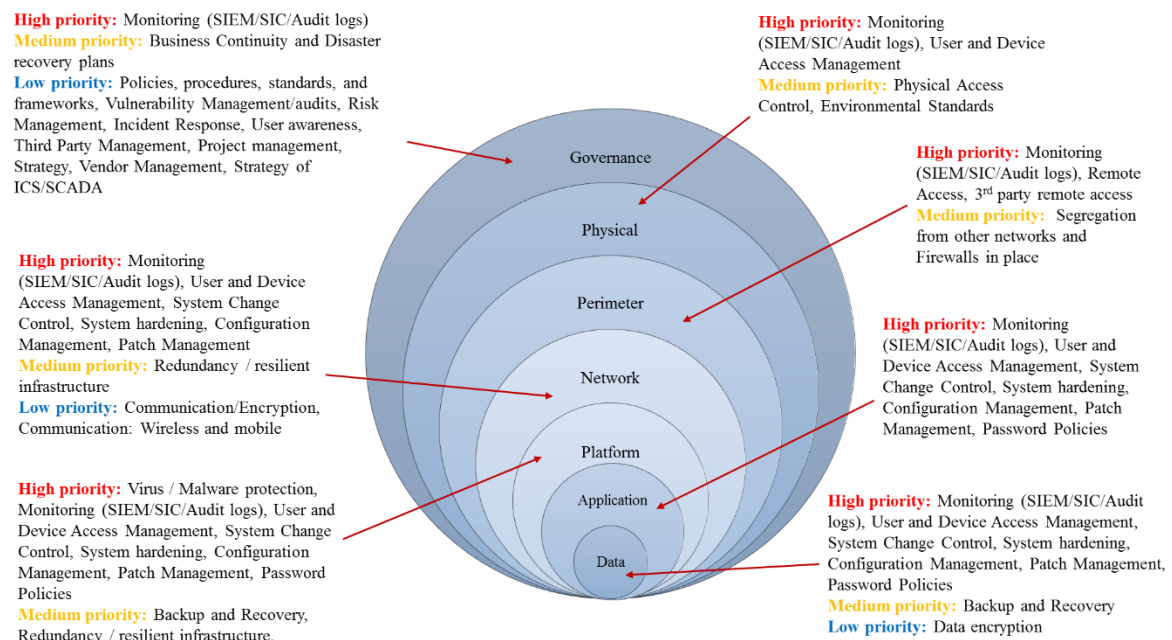 High priority: Monitoring (SIEM/SIC/Audit logs)
Medium priority: Business Continuity and Disaster
recovery plans
Low priority: Policies, procedures, standards, and
frameworks, Vulnerability Management/audits, Risk
Management, Incident Response, User awareness,
Third Party Management, Project management,
Strategy, Vendor Management, Strategy of
ICS/SCADA
High priority: Monitoring
(SIEM/SIC/Audit logs), User and Device
Access Management
Medium priority: Physical Access
Control, Environmental Standards
High priority: Monitoring
(SIEM/SIC/Audit logs), Remote
Access, 3rd party remote access
Medium priority: Segregation
from other networks and
Firewalls in place
High priority: Monitoring
(SIEM/SIC/Audit logs), User and Device
Access Management, System Change
Control, System hardening, Configuration
Management, Patch Management
Medium priority: Redundancy / resilient
infrastructure
Low priority: Communication/Encryption,
Communication: Wireless and mobile
High priority: Monitoring
(SIEM/SIC/Audit logs), User and
Device Access Management, System
Change Control, System hardening,
Configuration Management, Patch
Management, Password Policies
High priority: Virus / Malware protection,
Monitoring (SIEM/SIC/Audit logs), User and
Device Access Management, System Change
Control, System hardening, Configuration
Management, Patch Management, Password
Policies
Medium priority: Backup and Recovery,
Redundancy / resilient infrastructure.
High priority: Monitoring (SIEM/SIC/Audit
logs), User and Device Access Management,
System Change Control, System hardening,
Configuration Management, Patch Management,
Password Policies
Medium priority: Backup and Recovery
Low priority: Data encryption
Governance
Physical
Perimeter
Network
Platform
Application
Data